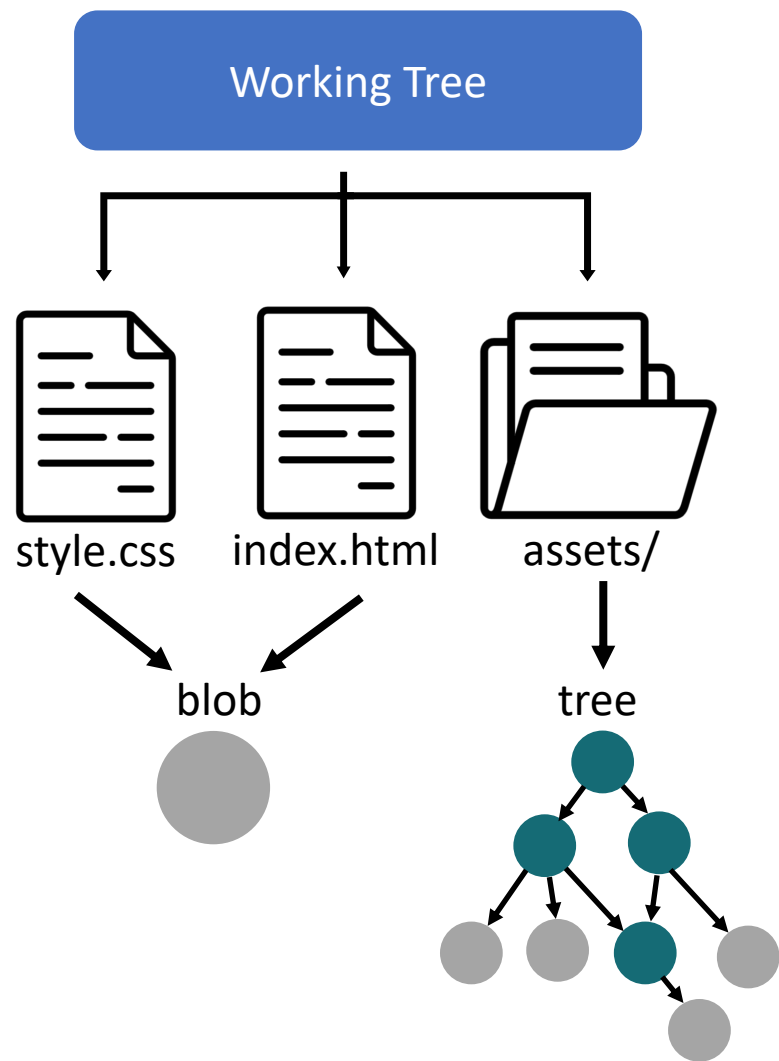 Working Tree
style.css
index.html
assets/
blob
tree